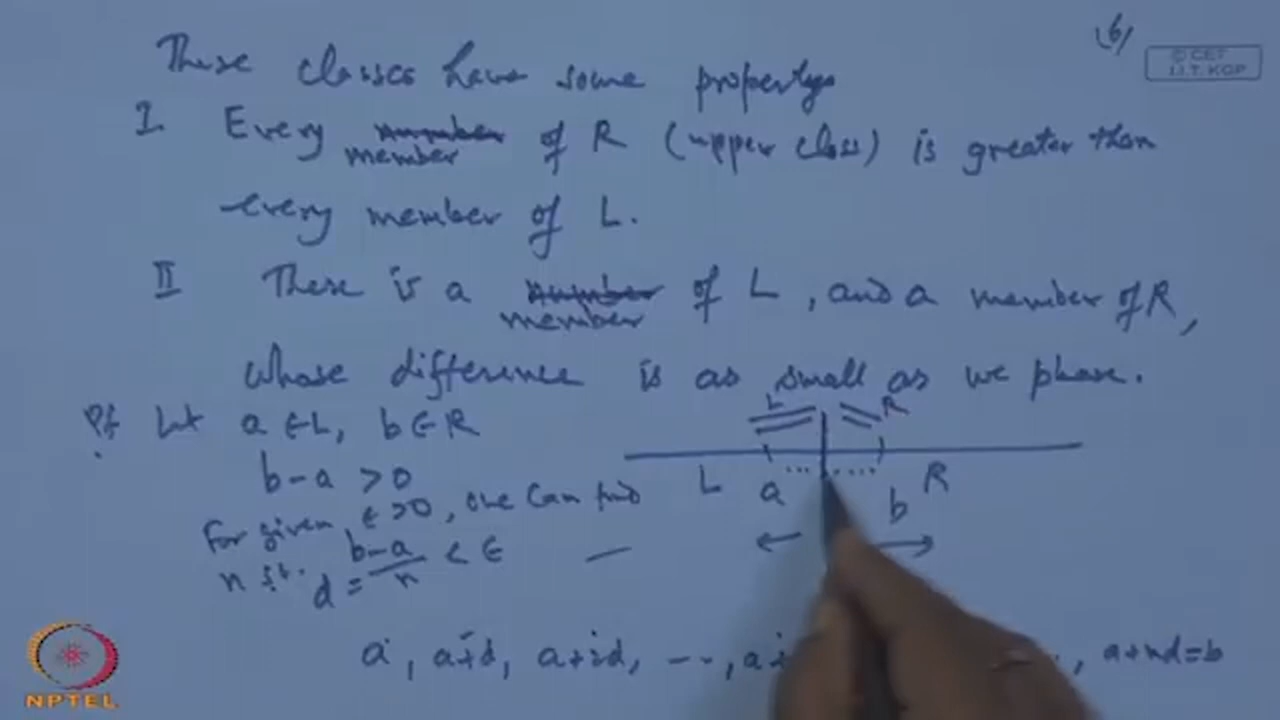 (6)
© CET
I.I.T. KGP
These classes have some property
I. Every member of R (upper class) is greater than
every member of L.
II There is a member of L, and a member of R,
whose difference is as small as we please.
Pf. Let a ∈ L, b ∈ R
L R
b-a > 0
L a b R
For given ε > 0, one can find
n s.t. d = b-a/n < ε
a, a+d, a+2d, ---, a+ , a+nd=b
NPTEL